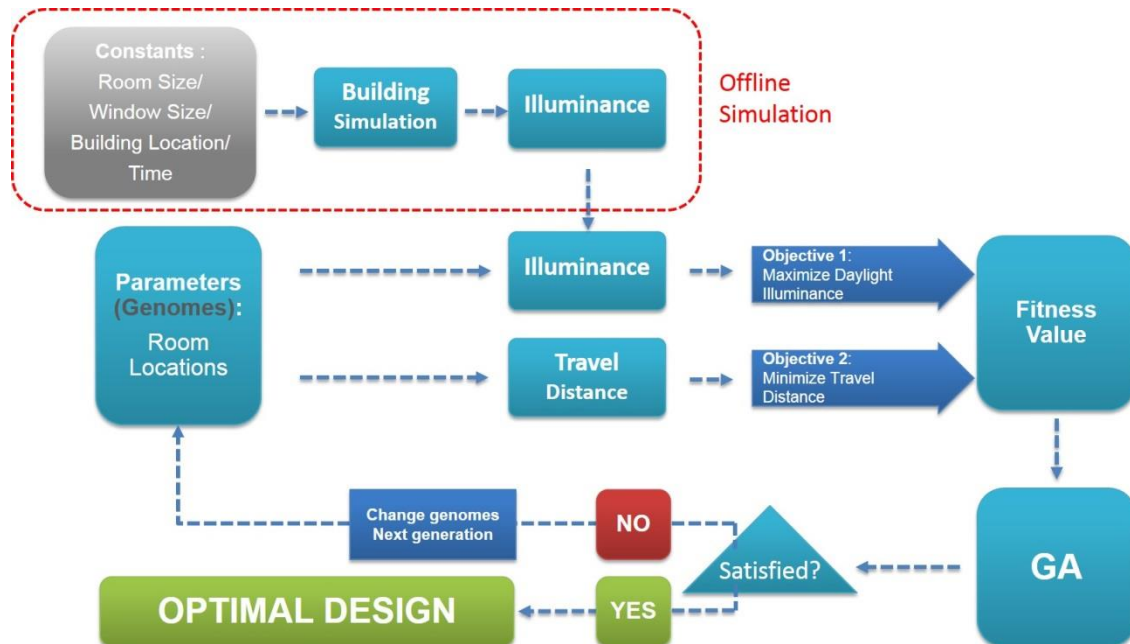 Constants :
Room Size/
Window Size/
Building Location/
Time
Building
Simulation
Illuminance
Offline
Simulation
Parameters
(Genomes):
Room
Locations
Illuminance
Objective 1:
Maximize Daylight
Illuminance
Travel
Distance
Objective 2:
Minimize Travel
Distance
Fitness
Value
GA
Satisfied?
NO
Change genomes
Next generation
YES
OPTIMAL DESIGN